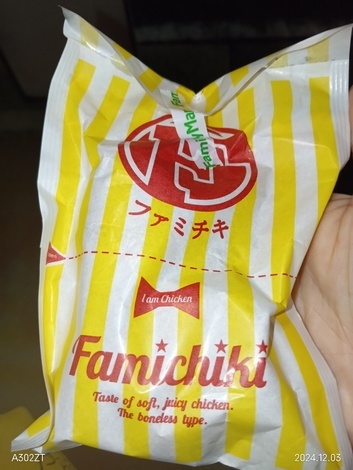 FamilyMart
ファミチキ
I am Chicken
Famichiki
Taste of soft, juicy chicken.
The boneless type.
A302ZT
2024.12.03